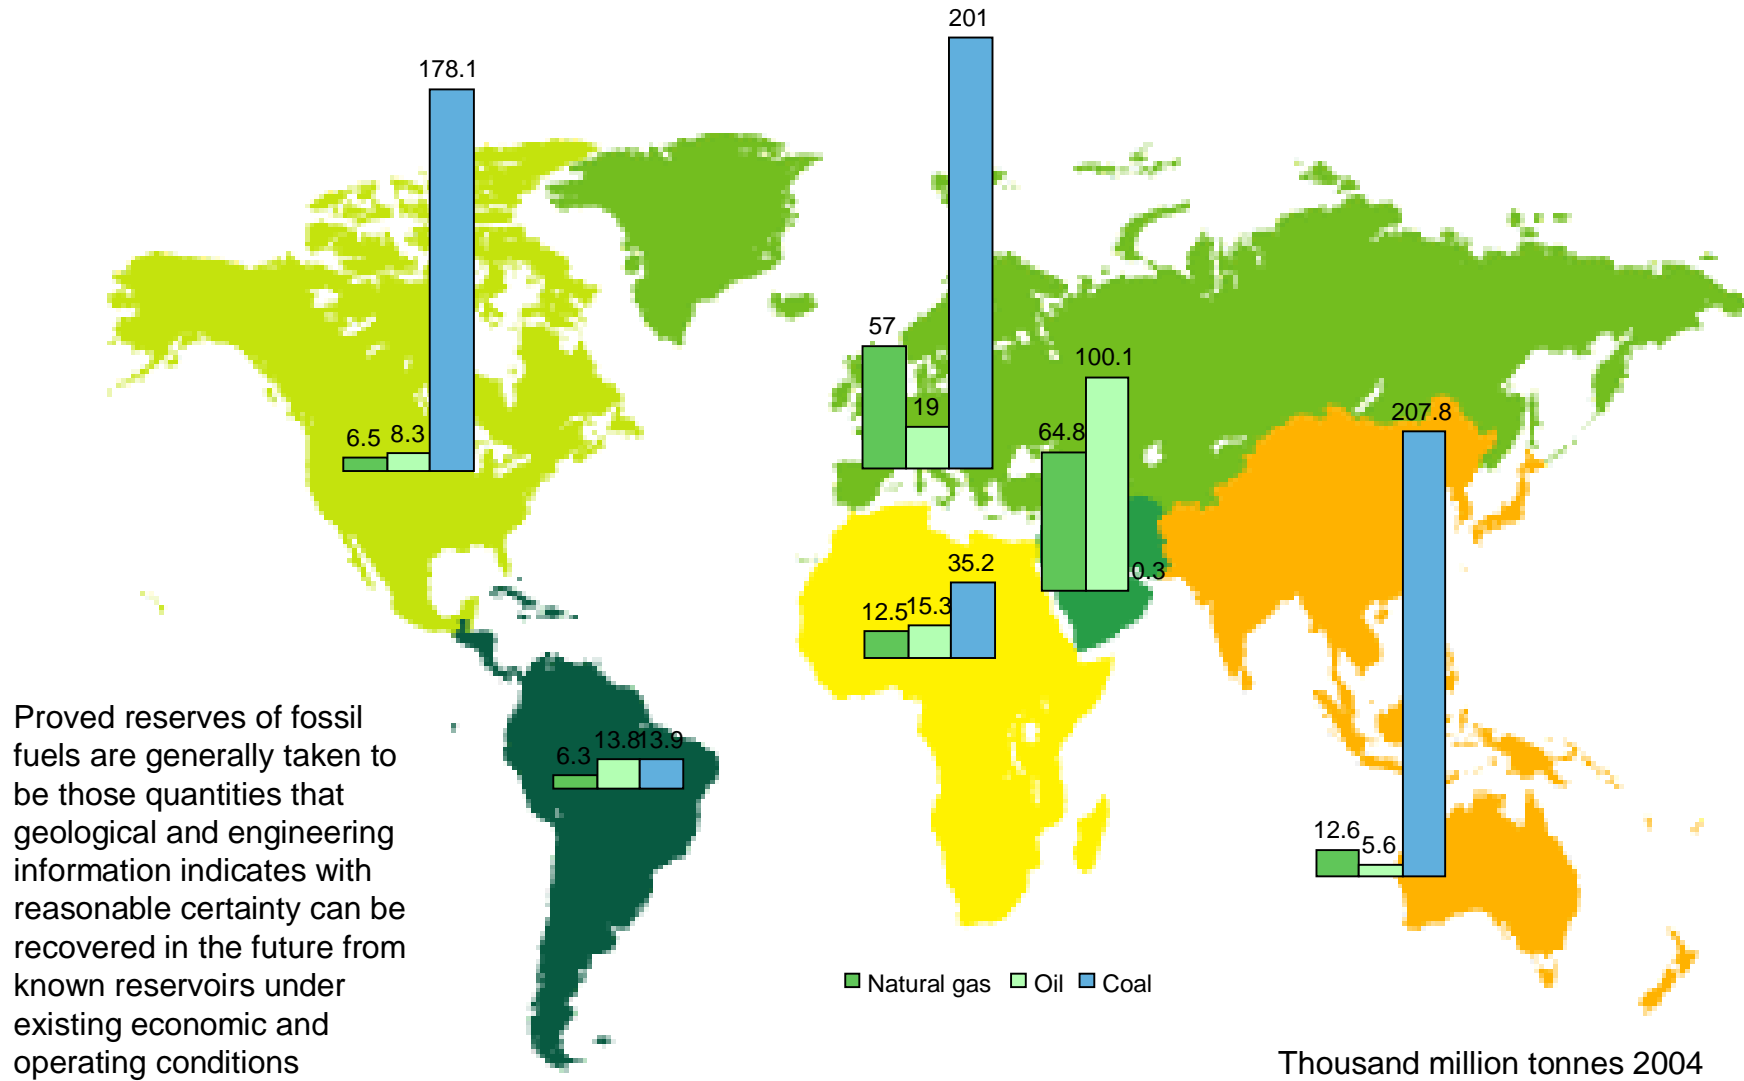 201
178.1
57
100.1
19
207.8
64.8
6.5
8.3
35.2
0.3
12.5
15.3
Proved reserves of fossil
fuels are generally taken to
be those quantities that
geological and engineering
information indicates with
reasonable certainty can be
recovered in the future from
known reservoirs under
existing economic and
operating conditions
6.3
13.8
13.9
12.6
5.6
Natural gas Oil Coal
Thousand million tonnes 2004